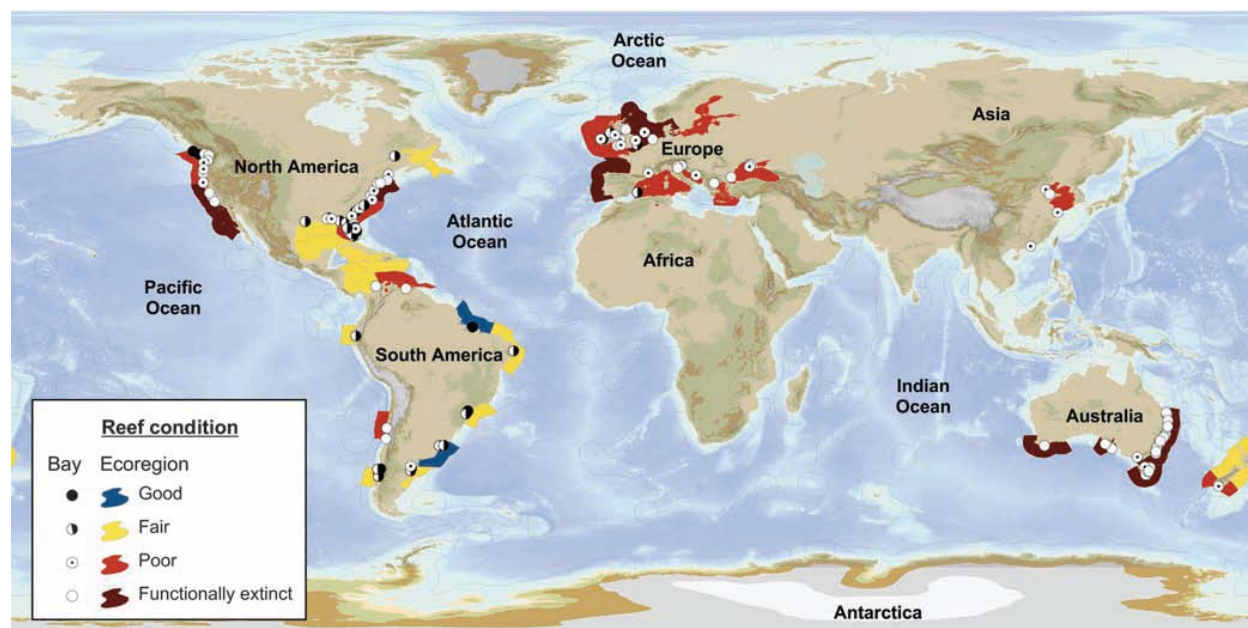 Arctic
Ocean
Asia
North America
Europe
Atlantic
Ocean
Africa
Pacific
Ocean
South America
Indian
Ocean
Australia
Reef condition
Bay Ecoregion
Good
Fair
Poor
Functionally extinct
Antarctica